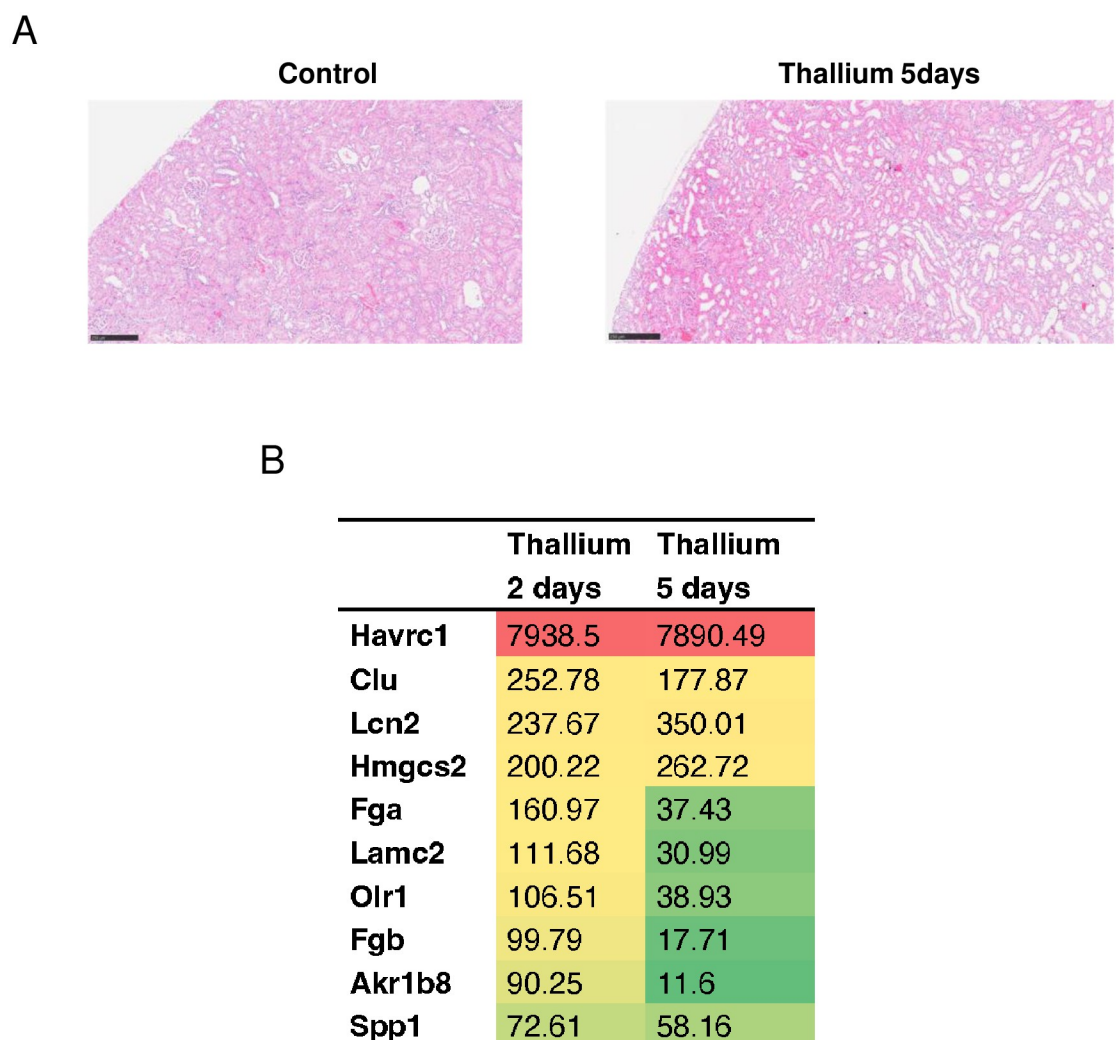 A
Control
Thallium 5days
B
Thallium Thallium
2 days 5 days
Havrc1 7938.5 7890.49
Clu 252.78 177.87
Lcn2 237.67 350.01
Hmgcs2 200.22 262.72
Fga 160.97 37.43
Lamc2 111.68 30.99
Olr1 106.51 38.93
Fgb 99.79 17.71
Akr1b8 90.25 11.6
Spp1 72.61 58.16